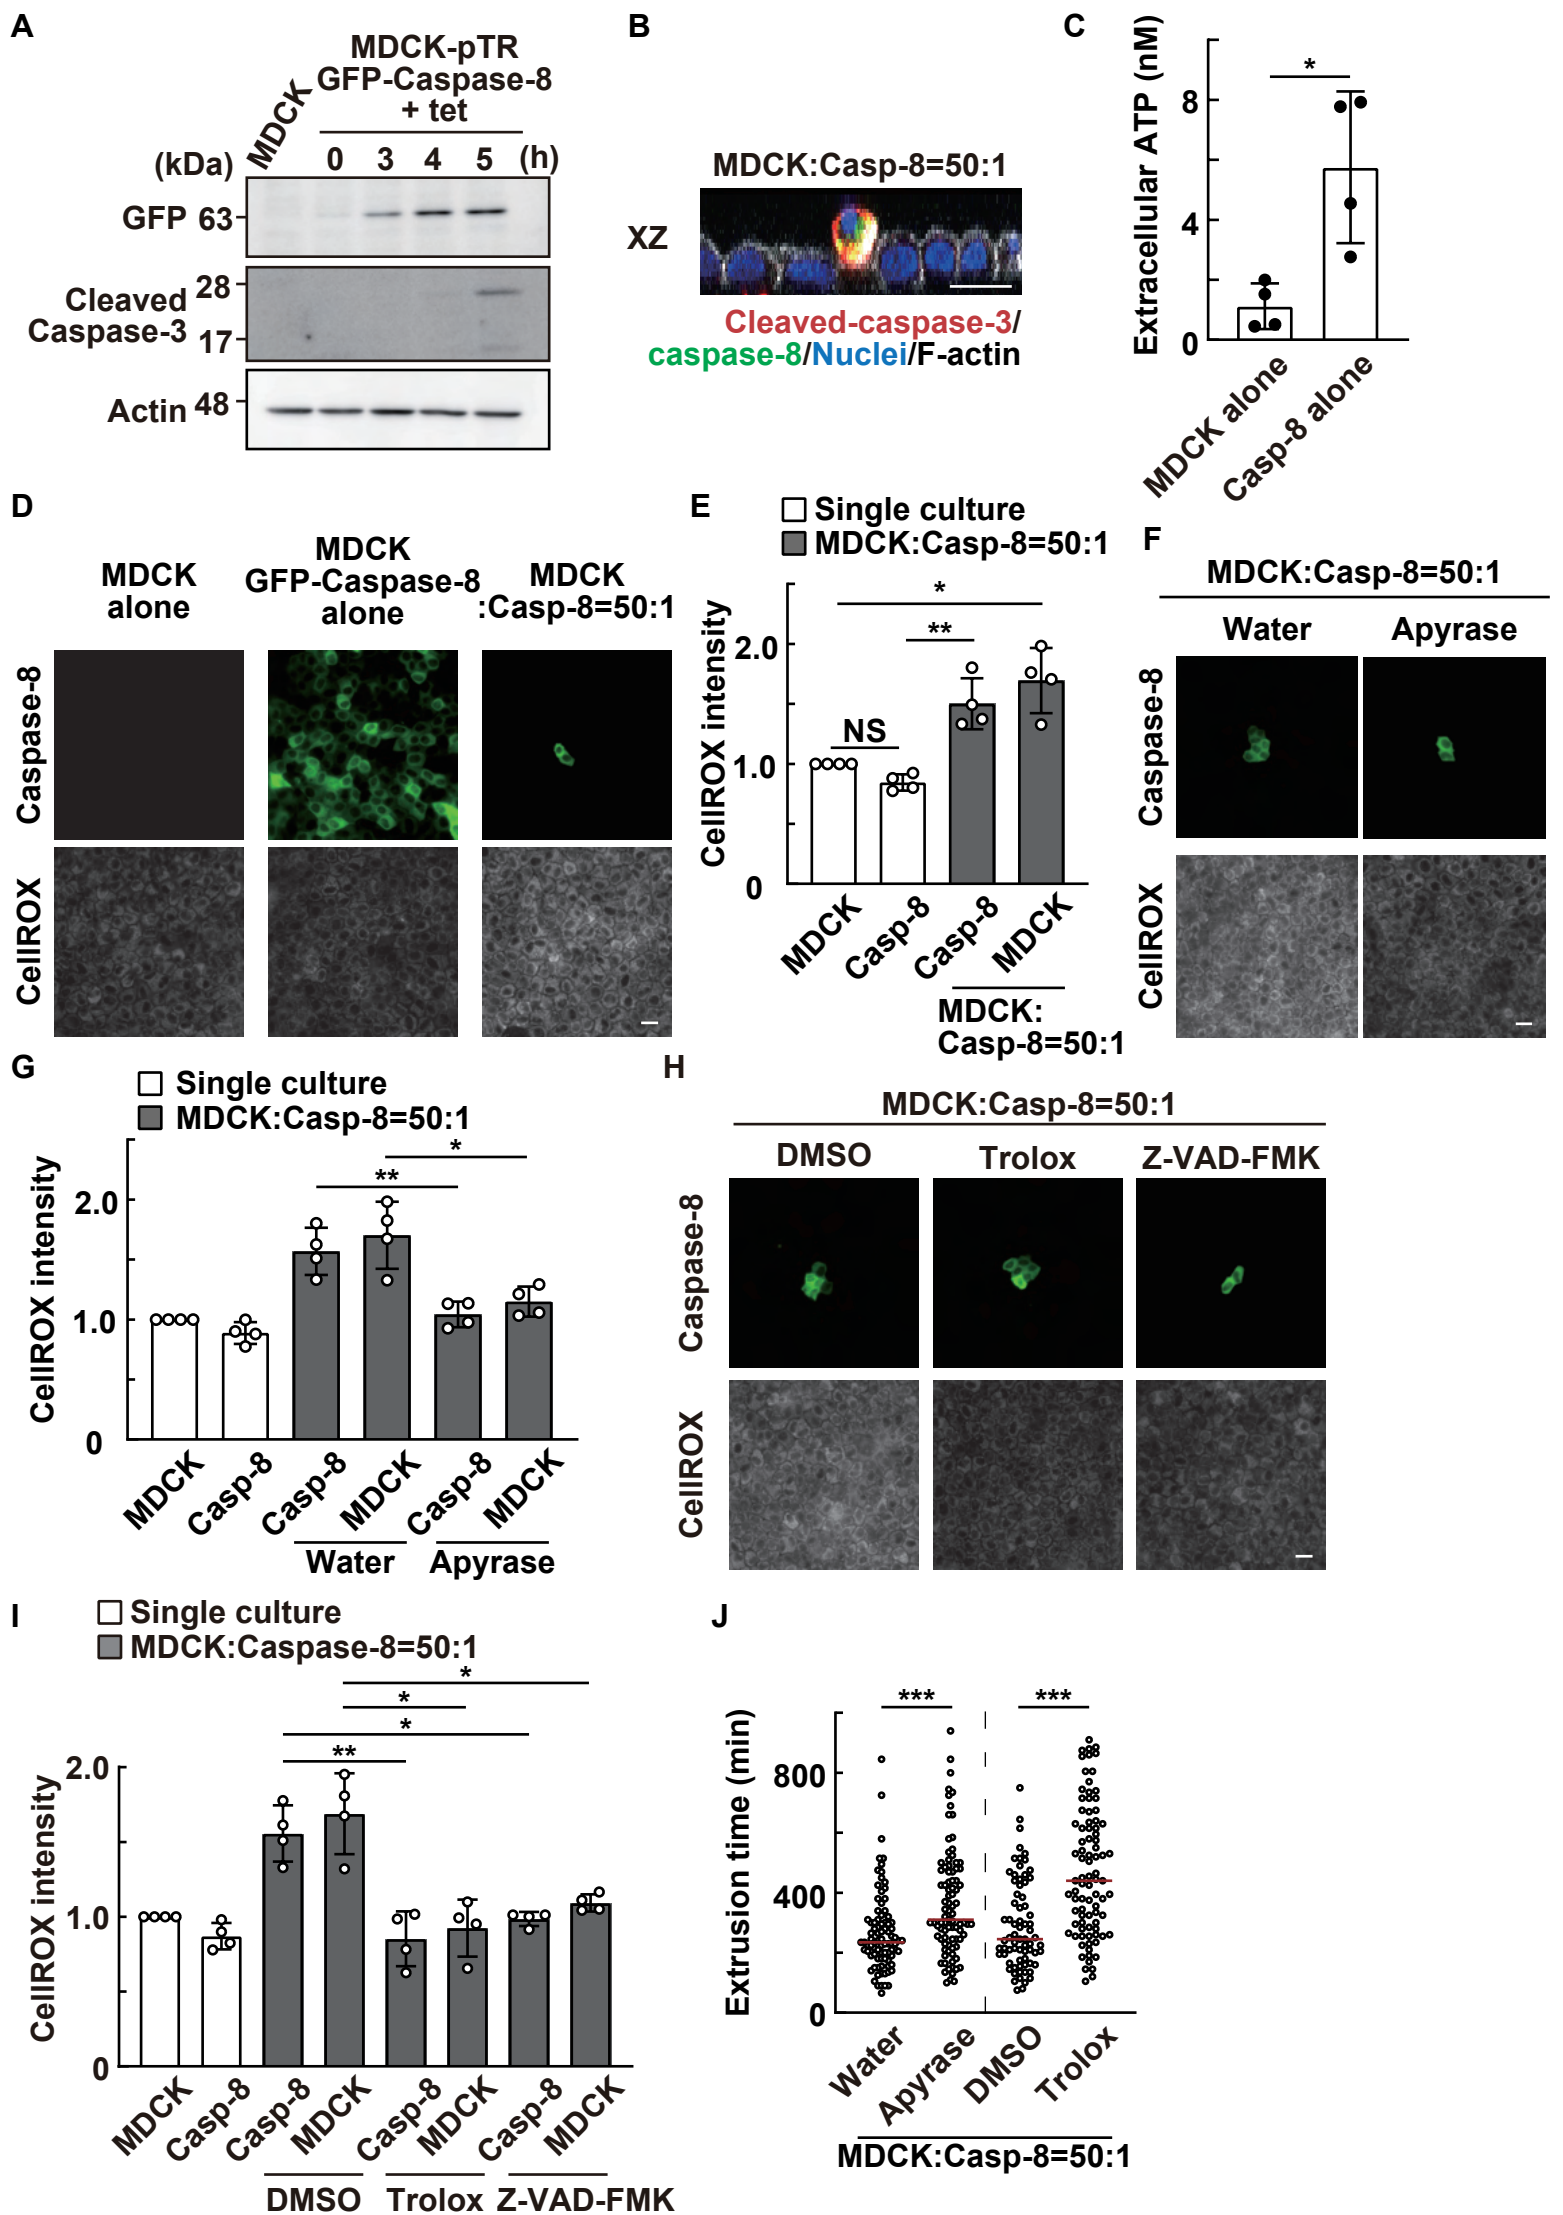 A
MDCK
MDCK-pTR
GFP-Caspase-8
+ tet
(kDa)
0 3 4 5 (h)
GFP 63
Cleaved
Caspase-3
28
17
Actin 48
B
MDCK:Casp-8=50:1
XZ
Cleaved-caspase-3/
caspase-8/Nuclei/F-actin
C
Extracellular ATP (nM)
*
8
4
0
MDCK alone
Casp-8 alone
D
MDCK
alone
MDCK
GFP-Caspase-8
alone
MDCK
:Casp-8=50:1
Caspase-8
CellROX
E
Single culture
MDCK:Casp-8=50:1
CellROX intensity
*
**
NS
2.0
1.0
0
MDCK
Casp-8
Casp-8
MDCK
MDCK:
Casp-8=50:1
F
MDCK:Casp-8=50:1
Water
Apyrase
Caspase-8
CellROX
G
Single culture
MDCK:Casp-8=50:1
CellROX intensity
*
**
2.0
1.0
0
MDCK
Casp-8
Casp-8
MDCK
Casp-8
MDCK
Water
Apyrase
H
MDCK:Casp-8=50:1
DMSO
Trolox
Z-VAD-FMK
Caspase-8
CellROX
I
Single culture
MDCK:Caspase-8=50:1
CellROX intensity
*
*
*
**
2.0
1.0
0
MDCK
Casp-8
Casp-8
MDCK
Casp-8
MDCK
Casp-8
MDCK
DMSO
Trolox
Z-VAD-FMK
J
Extrusion time (min)
***
***
800
400
0
Water
Apyrase
DMSO
Trolox
MDCK:Casp-8=50:1